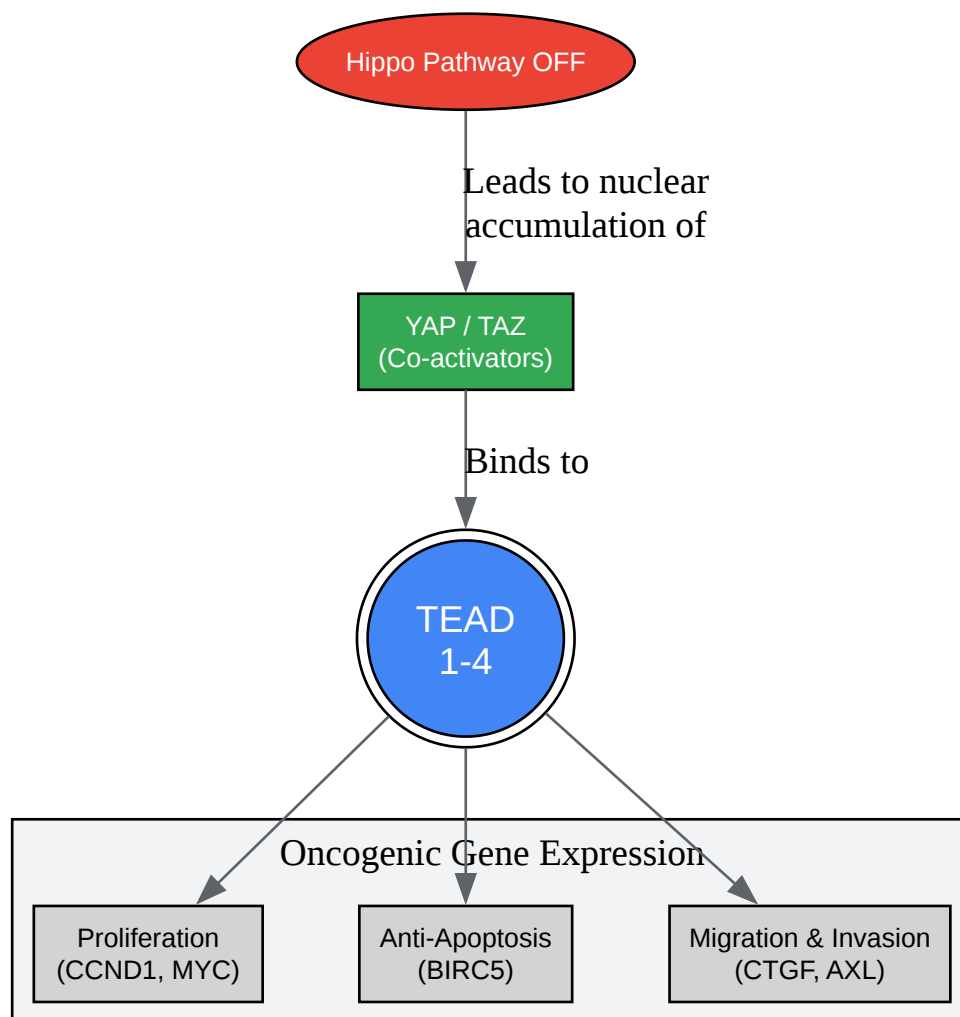 Hippo Pathway OFF
Leads to nuclear
accumulation of
YAP / TAZ
(Co-activators)
Binds to
TEAD
1-4
Oncogenic Gene Expression
Proliferation
(CCND1, MYC)
Anti-Apoptosis
(BIRC5)
Migration & Invasion
(CTGF, AXL)